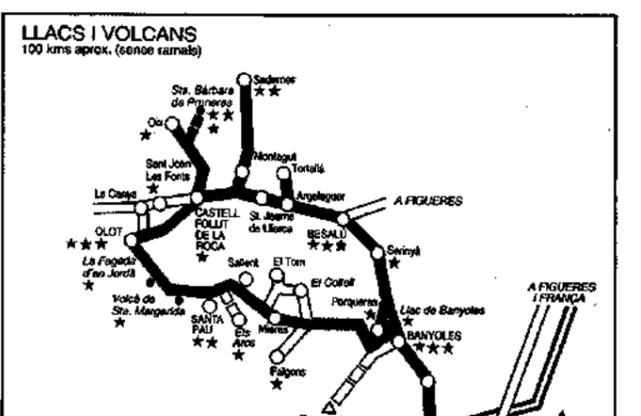 LLACS I VOLCANS
100 kms aprox. (sense ramals)
Sadernes
Sta. Bàrbara
de Pruneres
Oix
Montagut
Tortellà
Sant Joan
Les Fonts
La Canya
Argelaguer
A FIGUERES
CASTELL
FOLLIT
DE LA
ROCA
St. Jaume
de Llierca
BESALÚ
OLOT
Serinyà
La Fageda
d'en Jordà
Sallent
El Torn
El Collell
A FIGUERES
I FRANÇA
Volcà de
Sta. Margarida
Porqueres
Llac de Banyoles
SANTA
PAU
Els
Arcs
Mieres
BANYOLES
Falgons